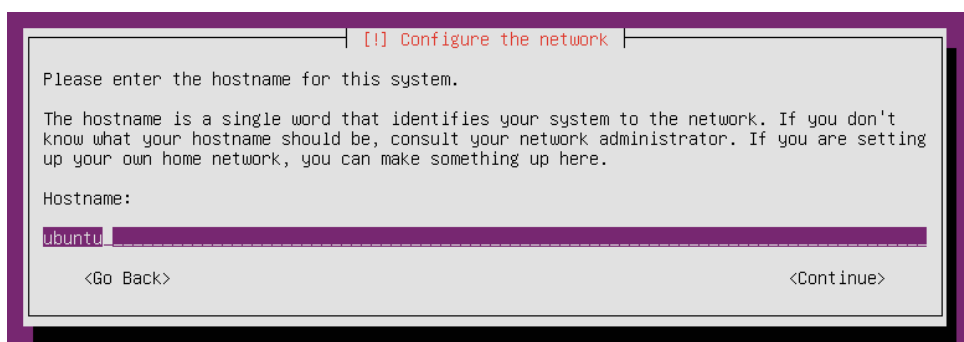 [!] Configure the network
Please enter the hostname for this system.
The hostname is a single word that identifies your system to the network. If you don't
know what your hostname should be, consult your network administrator. If you are setting
up your own home network, you can make something up here.
Hostname:
ubuntu
<Go Back> <Continue>